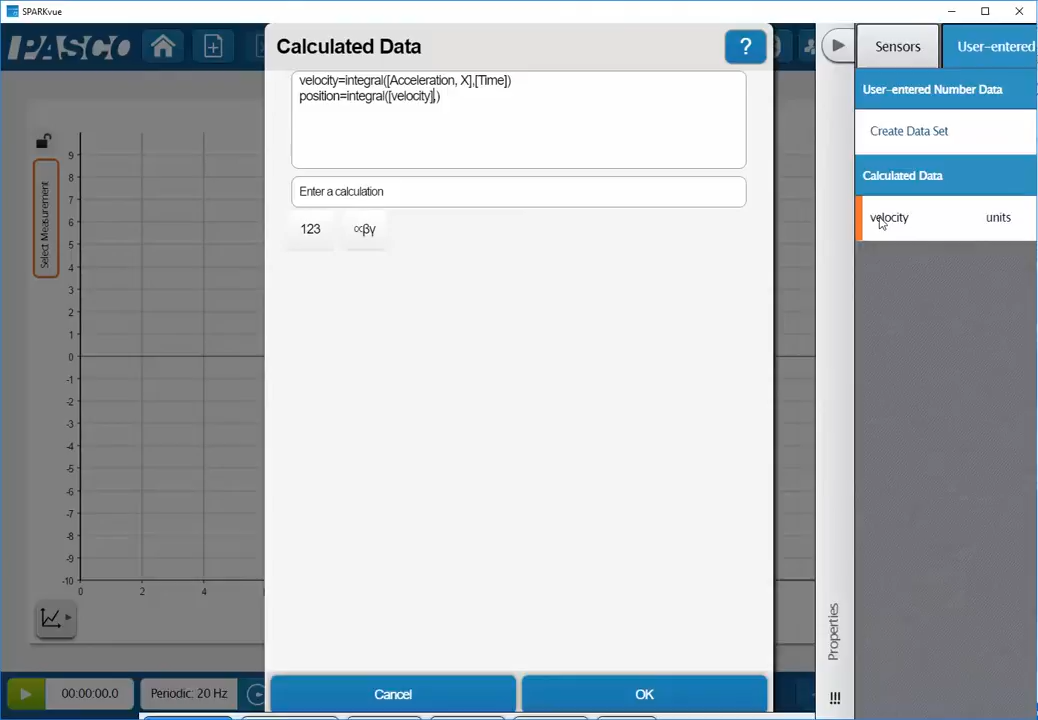 SPARKvue
PASCO
Calculated Data
?
Sensors
User-entered
velocity=integral([Acceleration, X],[Time])
position=integral([velocity],)
User-entered Number Data
Create Data Set
Calculated Data
velocity units
Enter a calculation
123
∝βγ
Select Measurement
9
8
7
6
5
4
3
2
1
0
-1
-2
-3
-4
-5
-6
-7
-8
-9
-10
0 2 4
Properties
00:00:00.0
Periodic: 20 Hz
Cancel
OK